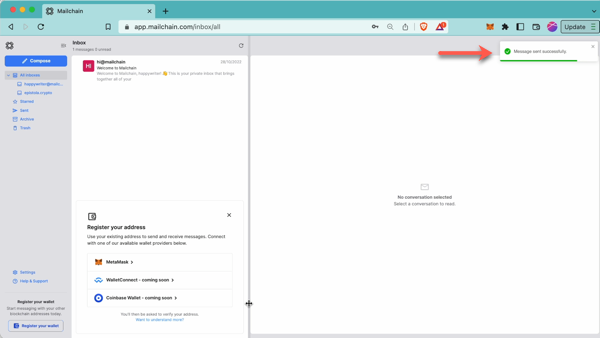 Mailchain
app.mailchain.com/inbox/all
Update
Compose
All inboxes
happywriter@mailc...
Starred
Sent
Archive
Trash
Settings
Help & Support
Register your wallet
Start messaging with your other
blockchain addresses today.
Register your wallet
Inbox
1 messages 0 unread
HI
hi@mailchain
Welcome to Mailchain
Welcome to Mailchain, happywriter! 👋 This is your private inbox that brings
together all of your
Register your address
Use your existing address to send and receive messages. Connect
with one of our available wallet providers below.
MetaMask
WalletConnect - coming soon
Coinbase Wallet - coming soon
You'll then be asked to verify your address.
Want to understand more?
Message sent successfully.
No conversation selected
Select a conversation to read.